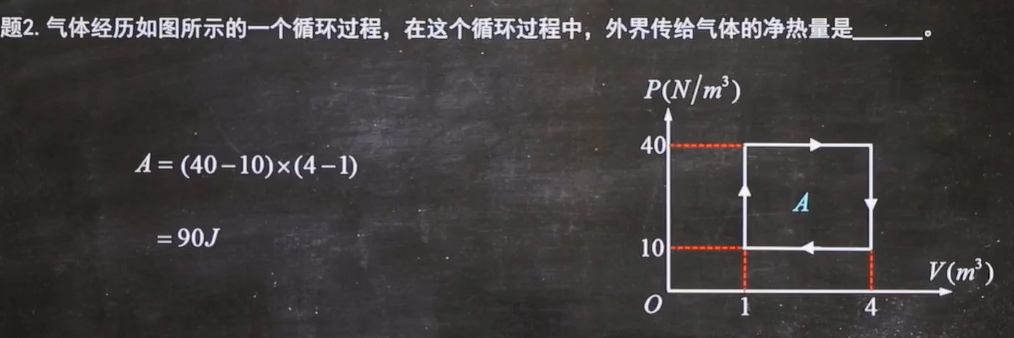 题2. 气体经历如图所示的一个循环过程，在这个循环过程中，外界传给气体的净热量是______。
P(N/m³)
40
A = (40-10)×(4-1)
A
= 90J
10
V(m³)
O
1
4